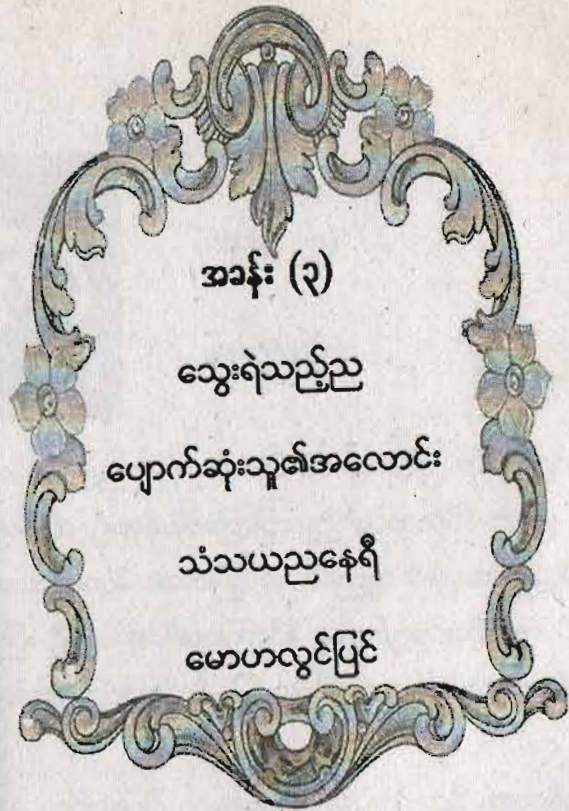 အခန်း (၃)
သွေးရဲသည့်ည
ပျောက်ဆုံးသူ၏အလောင်း
သံသယညနေရီ
မောဟလွင်ပြင်